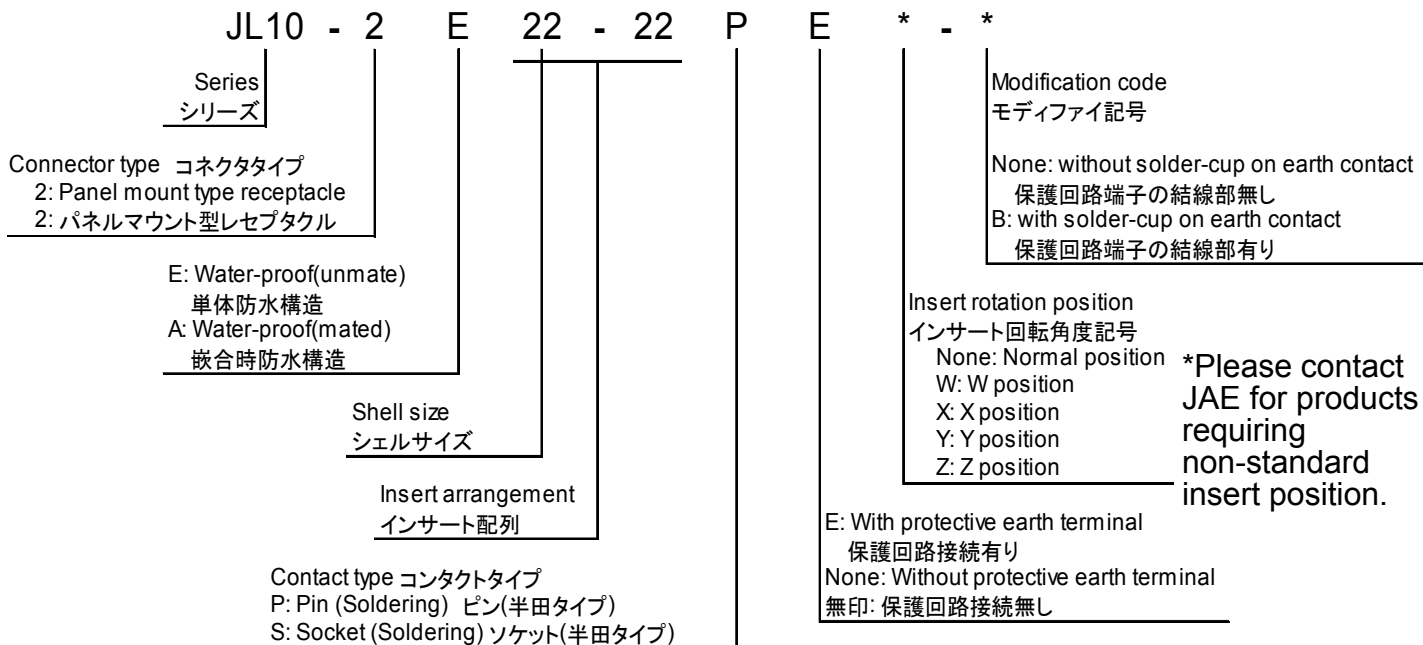 JL10 - 2 E 22 - 22 P E * - *
Series
シリーズ
Connector type コネクタタイプ
2: Panel mount type receptacle
2: パネルマウント型レセプタクル
E: Water-proof(unmate)
単体防水構造
A: Water-proof(mated)
嵌合時防水構造
Shell size
シェルサイズ
Insert arrangement
インサート配列
Contact type コンタクトタイプ
P: Pin (Soldering) ピン(半田タイプ)
S: Socket (Soldering) ソケット(半田タイプ)
Modification code
モディファイ記号
None: without solder-cup on earth contact
保護回路端子の結線部無し
B: with solder-cup on earth contact
保護回路端子の結線部有り
Insert rotation position
インサート回転角度記号
None: Normal position
W: W position
X: X position
Y: Y position
Z: Z position
*Please contact
JAE for products
requiring
non-standard
insert position.
E: With protective earth terminal
保護回路接続有り
None: Without protective earth terminal
無印: 保護回路接続無し